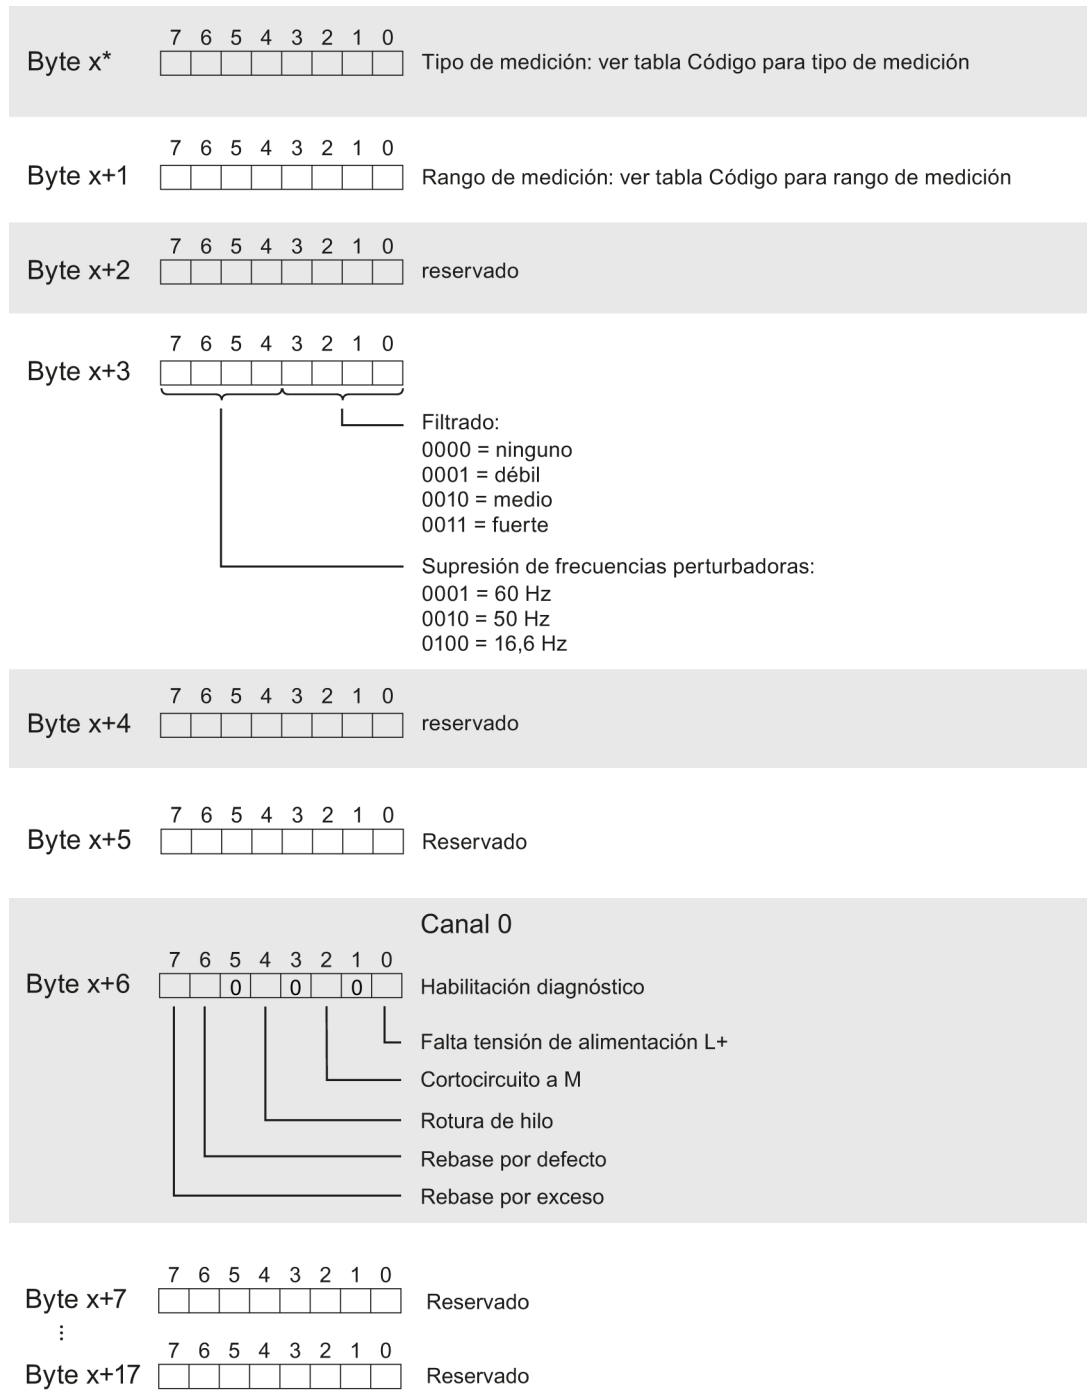 7 6 5 4 3 2 1 0
Byte x* Tipo de medición: ver tabla Código para tipo de medición
7 6 5 4 3 2 1 0
Byte x+1 Rango de medición: ver tabla Código para rango de medición
7 6 5 4 3 2 1 0
Byte x+2 reservado
7 6 5 4 3 2 1 0
Byte x+3
Filtrado:
0000 = ninguno
0001 = débil
0010 = medio
0011 = fuerte
Supresión de frecuencias perturbadoras:
0001 = 60 Hz
0010 = 50 Hz
0100 = 16,6 Hz
7 6 5 4 3 2 1 0
Byte x+4 reservado
7 6 5 4 3 2 1 0
Byte x+5 Reservado
Canal 0
7 6 5 4 3 2 1 0
Byte x+6 0 0 0 Habilitación diagnóstico
Falta tensión de alimentación L+
Cortocircuito a M
Rotura de hilo
Rebase por defecto
Rebase por exceso
7 6 5 4 3 2 1 0
Byte x+7 Reservado
⋮
7 6 5 4 3 2 1 0
Byte x+17 Reservado